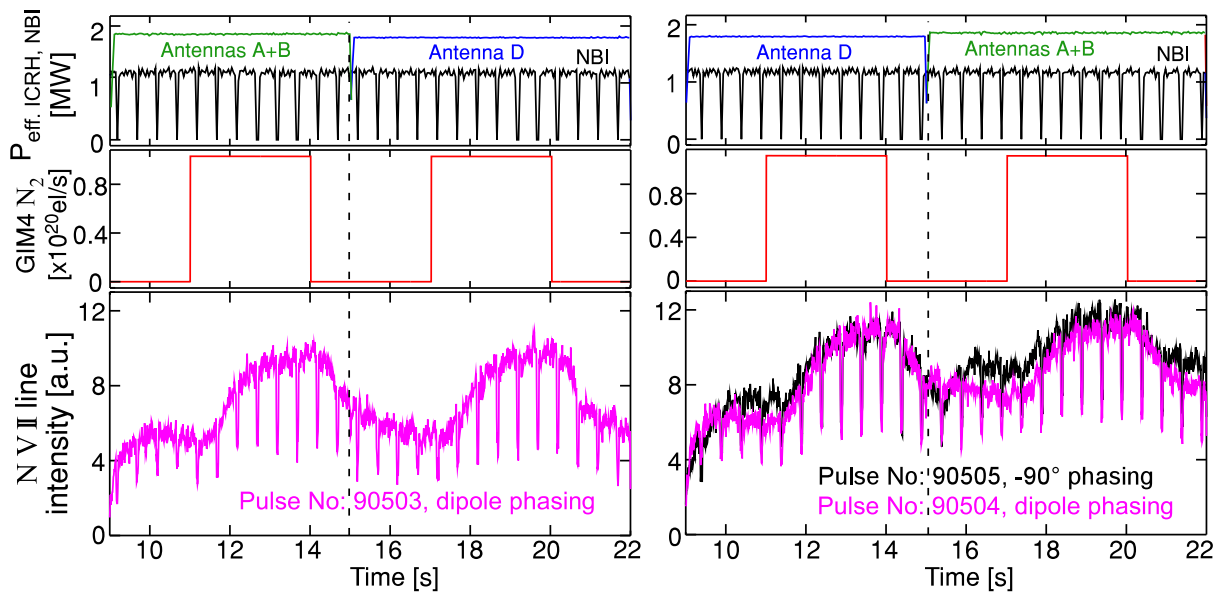 P eff. ICRH, NBI
[MW]
2
1
0
Antennas A+B
Antenna D
NBI
GIM4 N2
[x10^20 el/s]
0.8
0.4
0
N V II line
intensity [a.u.]
12
8
4
0
Pulse No: 90503, dipole phasing
10 12 14 16 18 20 22
Time [s]
2
1
0
Antenna D
Antennas A+B
NBI
0.8
0.4
0
12
8
4
0
Pulse No: 90505, -90° phasing
Pulse No: 90504, dipole phasing
10 12 14 16 18 20 22
Time [s]